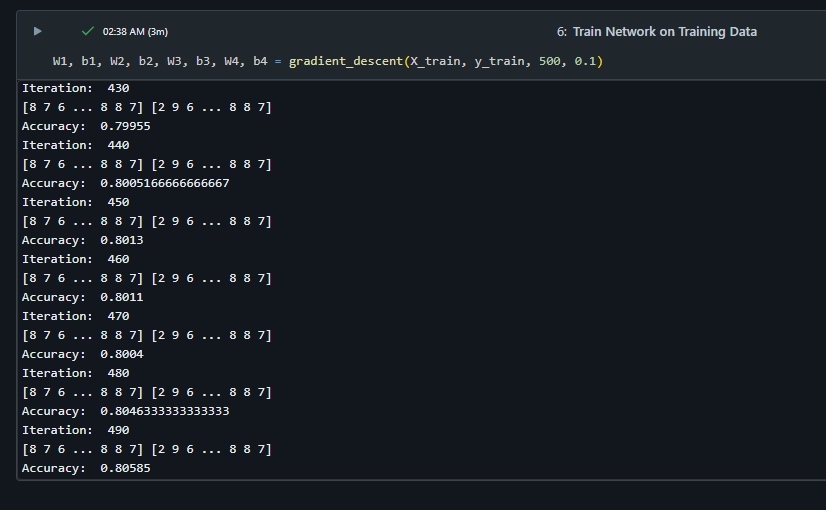 02:38 AM (3m)
6: Train Network on Training Data
W1, b1, W2, b2, W3, b3, W4, b4 = gradient_descent(X_train, y_train, 500, 0.1)
Iteration:  430
[8 7 6 ... 8 8 7] [2 9 6 ... 8 8 7]
Accuracy:  0.79955
Iteration:  440
[8 7 6 ... 8 8 7] [2 9 6 ... 8 8 7]
Accuracy:  0.8005166666666667
Iteration:  450
[8 7 6 ... 8 8 7] [2 9 6 ... 8 8 7]
Accuracy:  0.8013
Iteration:  460
[8 7 6 ... 8 8 7] [2 9 6 ... 8 8 7]
Accuracy:  0.8011
Iteration:  470
[8 7 6 ... 8 8 7] [2 9 6 ... 8 8 7]
Accuracy:  0.8004
Iteration:  480
[8 7 6 ... 8 8 7] [2 9 6 ... 8 8 7]
Accuracy:  0.8046333333333333
Iteration:  490
[8 7 6 ... 8 8 7] [2 9 6 ... 8 8 7]
Accuracy:  0.80585